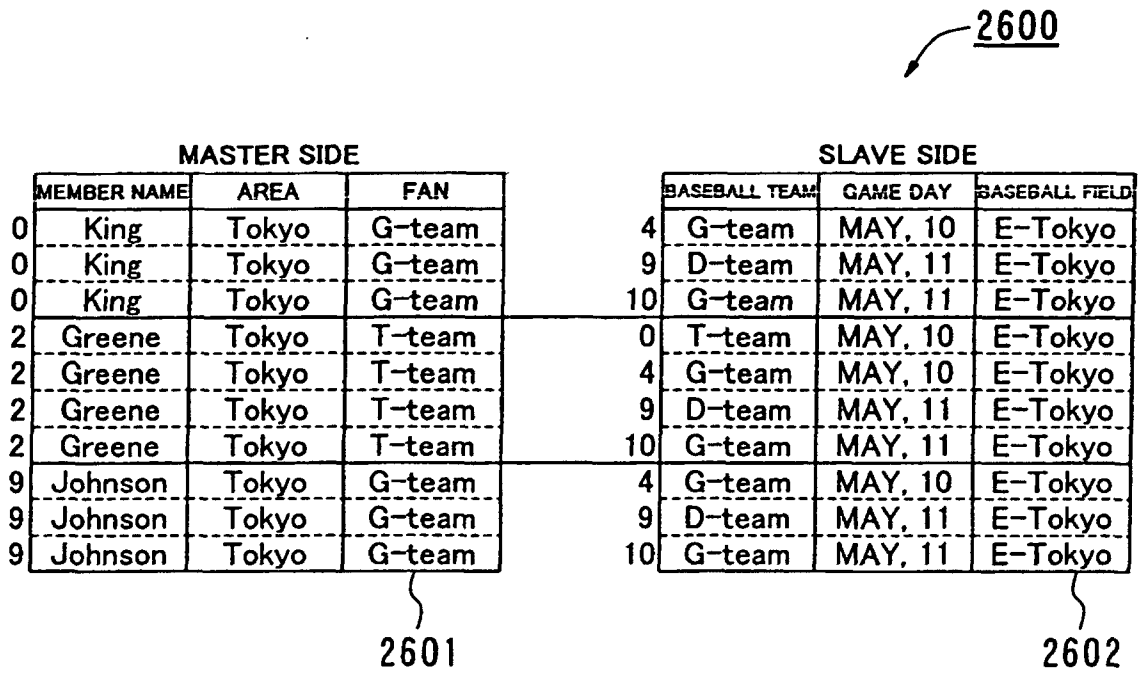 2600
MASTER SIDE SLAVE SIDE
MEMBER NAME AREA FAN BASEBALL TEAM GAME DAY BASEBALL FIELD
0 King Tokyo G-team 4 G-team MAY, 10 E-Tokyo
0 King Tokyo G-team 9 D-team MAY, 11 E-Tokyo
0 King Tokyo G-team 10 G-team MAY, 11 E-Tokyo
2 Greene Tokyo T-team 0 T-team MAY, 10 E-Tokyo
2 Greene Tokyo T-team 4 G-team MAY, 10 E-Tokyo
2 Greene Tokyo T-team 9 D-team MAY, 11 E-Tokyo
2 Greene Tokyo T-team 10 G-team MAY, 11 E-Tokyo
9 Johnson Tokyo G-team 4 G-team MAY, 10 E-Tokyo
9 Johnson Tokyo G-team 9 D-team MAY, 11 E-Tokyo
9 Johnson Tokyo G-team 10 G-team MAY, 11 E-Tokyo
2601 2602